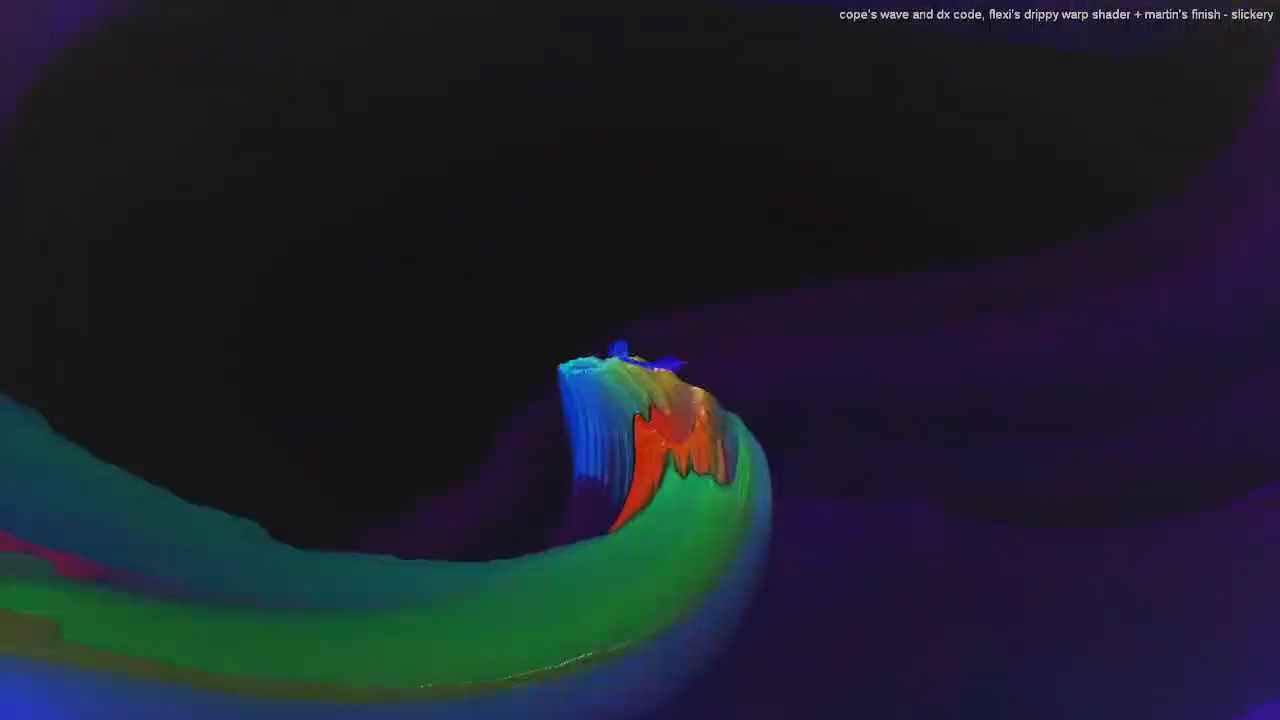 cope's wave and dx code, flexi's drippy warp shader + martin's finish - slickery